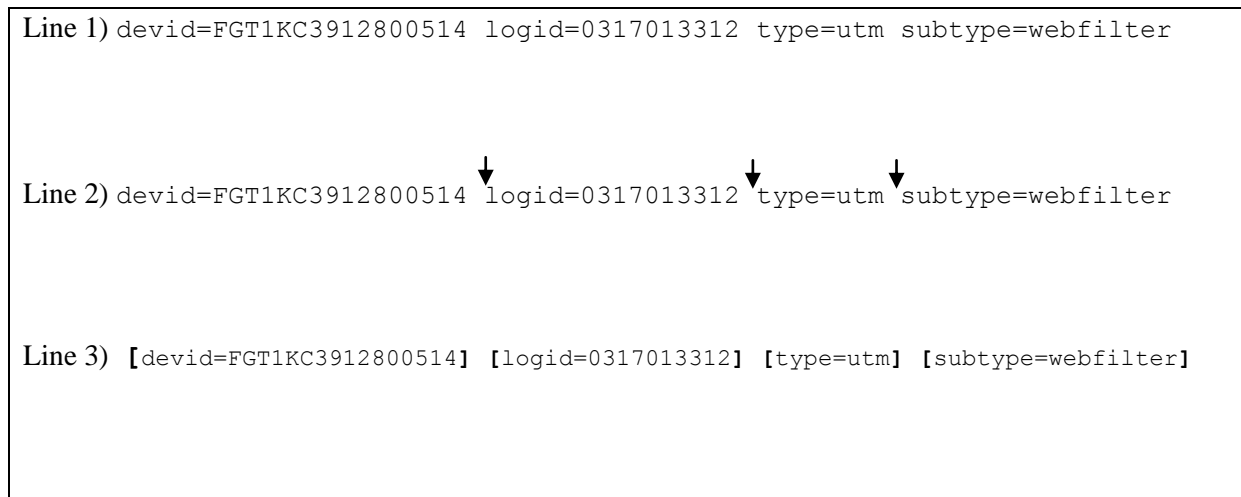 Line 1) devid=FGT1KC3912800514 logid=0317013312 type=utm subtype=webfilter
Line 2) devid=FGT1KC3912800514 logid=0317013312 type=utm subtype=webfilter
Line 3) [devid=FGT1KC3912800514] [logid=0317013312] [type=utm] [subtype=webfilter]